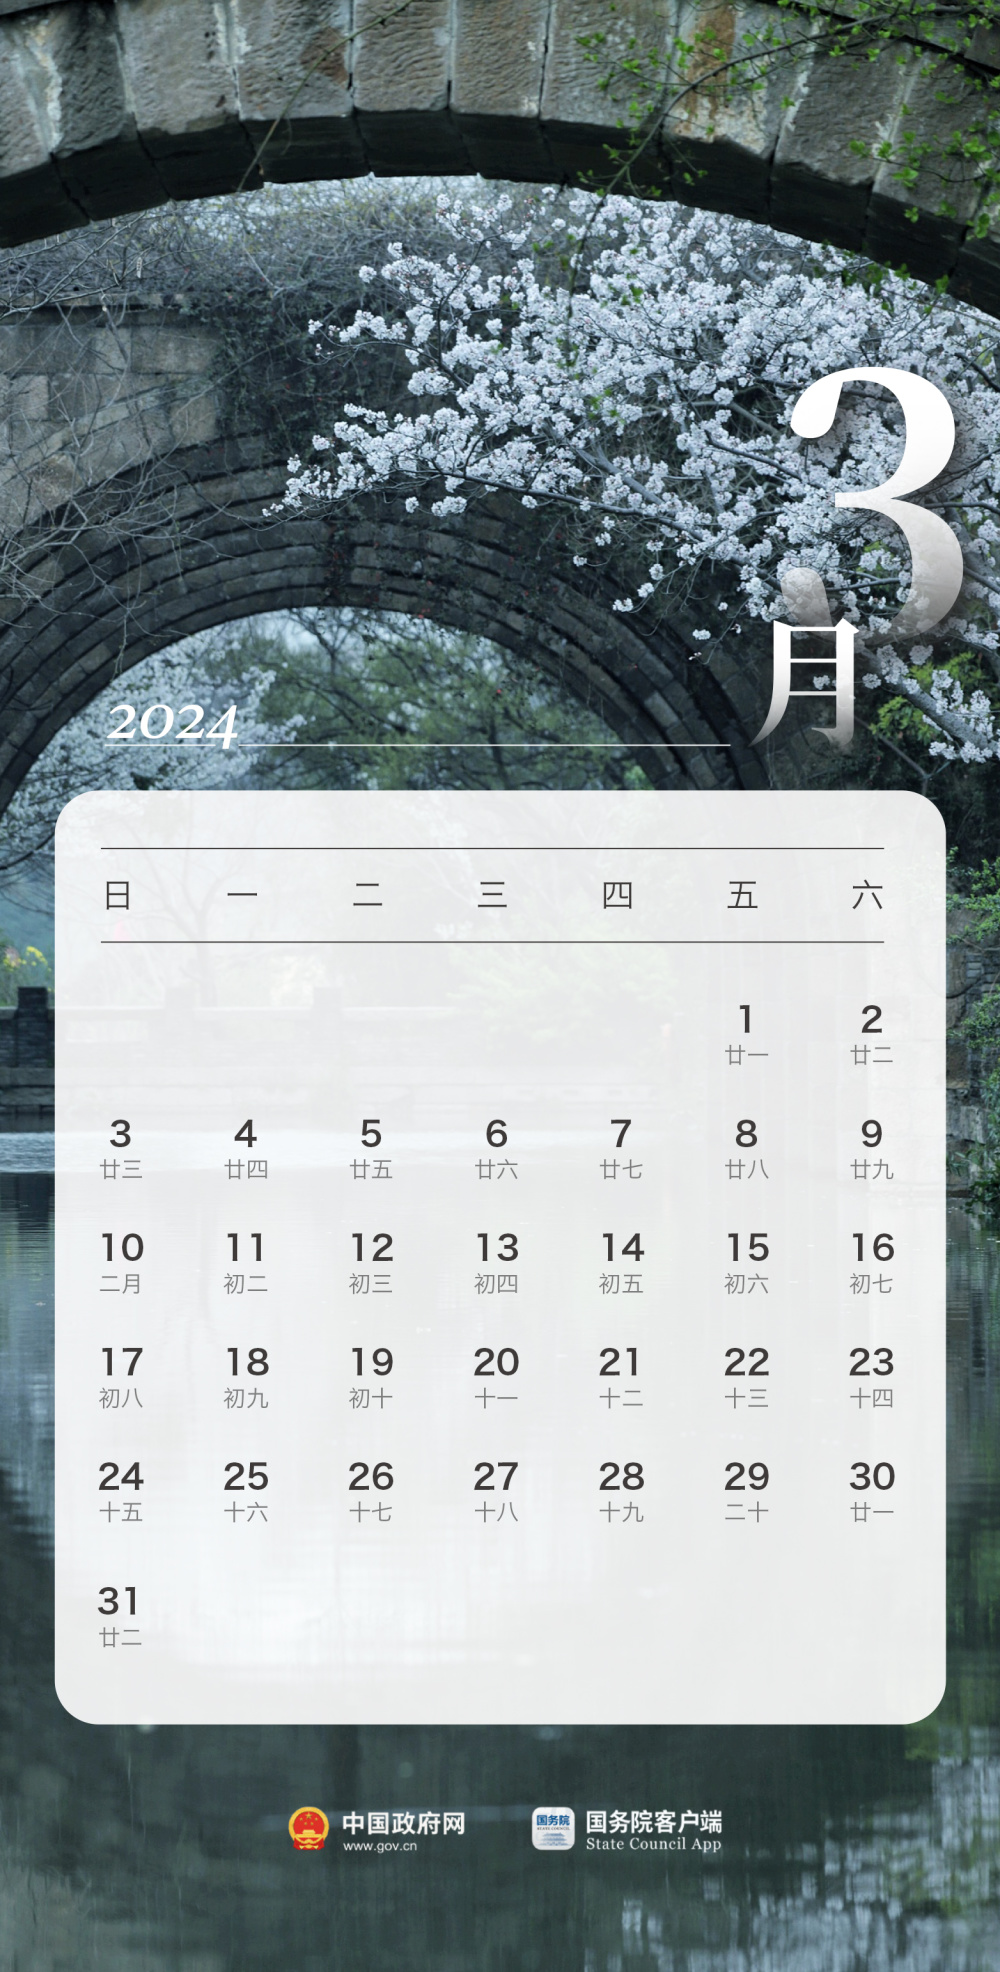 3
月
2024
日 一 二 三 四 五 六
1 2
廿一 廿二
3 4 5 6 7 8 9
廿三 廿四 廿五 廿六 廿七 廿八 廿九
10 11 12 13 14 15 16
二月 初二 初三 初四 初五 初六 初七
17 18 19 20 21 22 23
初八 初九 初十 十一 十二 十三 十四
24 25 26 27 28 29 30
十五 十六 十七 十八 十九 二十 廿一
31
廿二
中国政府网
www.gov.cn
国务院
国务院客户端
State Council App